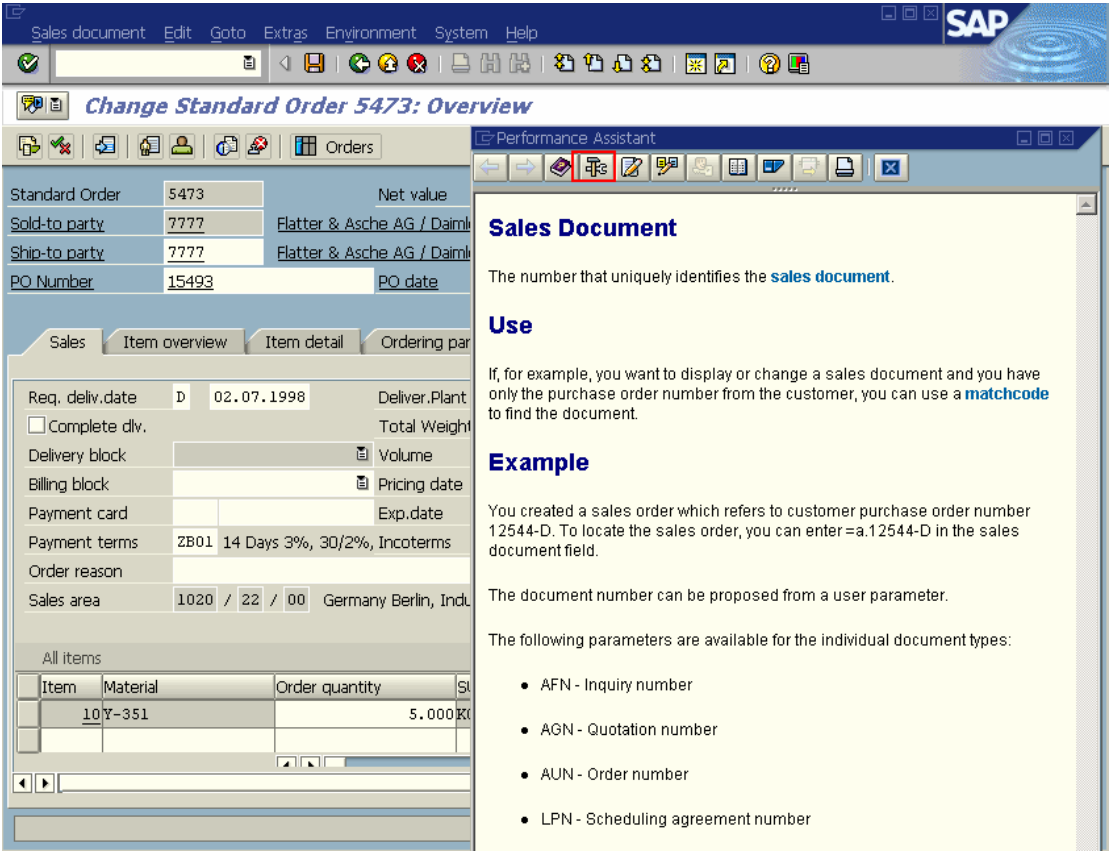 Sales document Edit Goto Extras Environment System Help
SAP
Change Standard Order 5473: Overview
Orders
Standard Order 5473 Net value
Sold-to party 7777 Flatter & Asche AG /
Ship-to party 7777 Flatter & Asche AG /
PO Number 15493 PO date
Sales Item overview Item detail Ordering
Req. deliv.date D 02.07.1998 Deliver.Plant
Complete dlv. Total Weight
Delivery block Volume
Billing block Pricing date
Payment card Exp.date
Payment terms ZB01 14 Days 3%, 30/2%, Incoterms
Order reason
Sales area 1020 / 22 / 00 Germany Berlin,
All items
Item Material Order quantity
10 Y-351 5.000
Performance Assistant
Sales Document
The number that uniquely identifies the sales document.
Use
If, for example, you want to display or change a sales document and you have
only the purchase order number from the customer, you can use a matchcode
to find the document.
Example
You created a sales order which refers to customer purchase order number
12544-D. To locate the sales order, you can enter =a.12544-D in the sales
document field.
The document number can be proposed from a user parameter.
The following parameters are available for the individual document types:
● AFN - Inquiry number
● AGN - Quotation number
● AUN - Order number
● LPN - Scheduling agreement number